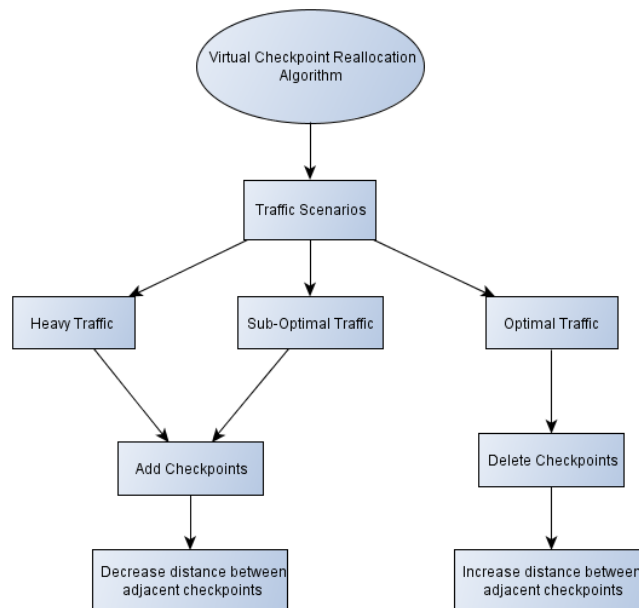 Virtual Checkpoint Reallocation
Algorithm
Traffic Scenarios
Heavy Traffic
Sub-Optimal Traffic
Optimal Traffic
Add Checkpoints
Delete Checkpoints
Decrease distance between
adjacent checkpoints
Increase distance between
adjacent checkpoints